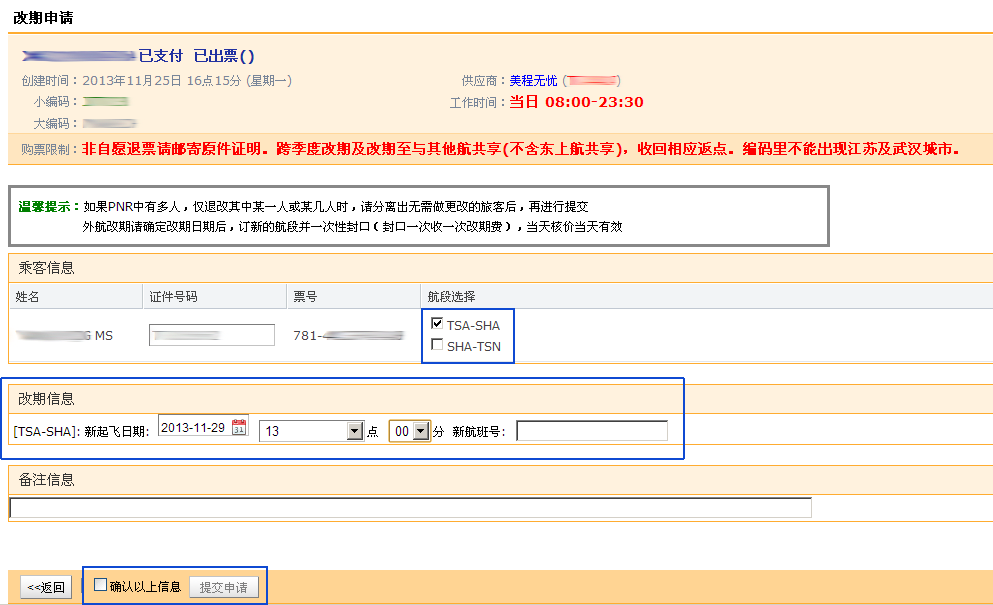 改期申请
已支付 已出票()
创建时间：2013年11月25日 16点15分 (星期一)
供应商：美程无忧 ( )
小编码：
工作时间：当日 08:00-23:30
大编码：
购票限制：非自愿退票请邮寄原件证明。跨季度改期及改期至与其他航共享(不含东上航共享)，收回相应返点。编码里不能出现江苏及武汉城市。
温馨提示：如果PNR中有多人，仅退改其中某一人或某几人时，请分离出无需做更改的旅客后，再进行提交
外航改期请确定改期日期后，订新的航段并一次性封口（封口一次收一次改期费），当天核价当天有效
乘客信息
姓名 证件号码 票号 航段选择
MS 781- TSA-SHA
SHA-TSN
改期信息
[TSA-SHA]: 新起飞日期: 2013-11-29 31 13 点 00 分 新航班号:
备注信息
<<返回 确认以上信息 提交申请